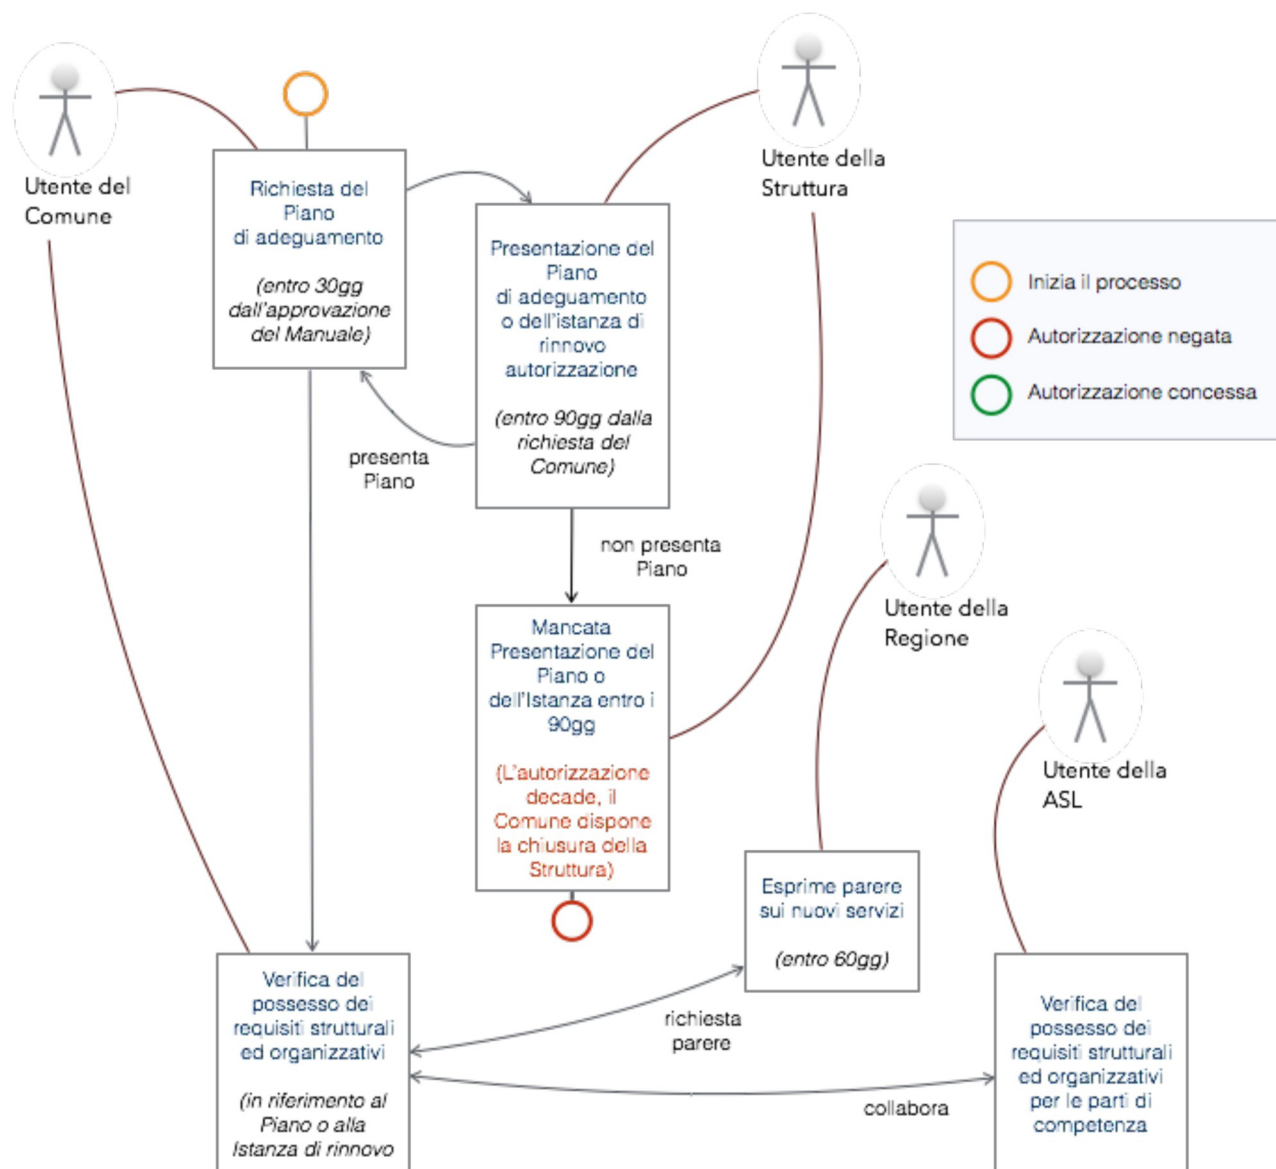 Utente del
Comune
Utente della
Struttura
Richiesta del
Piano
di adeguamento
(entro 30gg
dall'approvazione
del Manuale)
Presentazione del
Piano
di adeguamento
o dell'istanza di
rinnovo
autorizzazione
(entro 90gg dalla
richiesta del
Comune)
Inizia il processo
Autorizzazione negata
Autorizzazione concessa
presenta
Piano
non presenta
Piano
Mancata
Presentazione del
Piano o
dell'Istanza entro i
90gg
(L'autorizzazione
decade, il
Comune dispone
la chiusura della
Struttura)
Utente della
Regione
Utente della
ASL
Esprime parere
sui nuovi servizi
(entro 60gg)
Verifica del
possesso dei
requisiti strutturali
ed organizzativi
(in riferimento al
Piano o alla
Istanza di rinnovo
richiesta
parere
collabora
Verifica del
possesso dei
requisiti strutturali
ed organizzativi
per le parti di
competenza